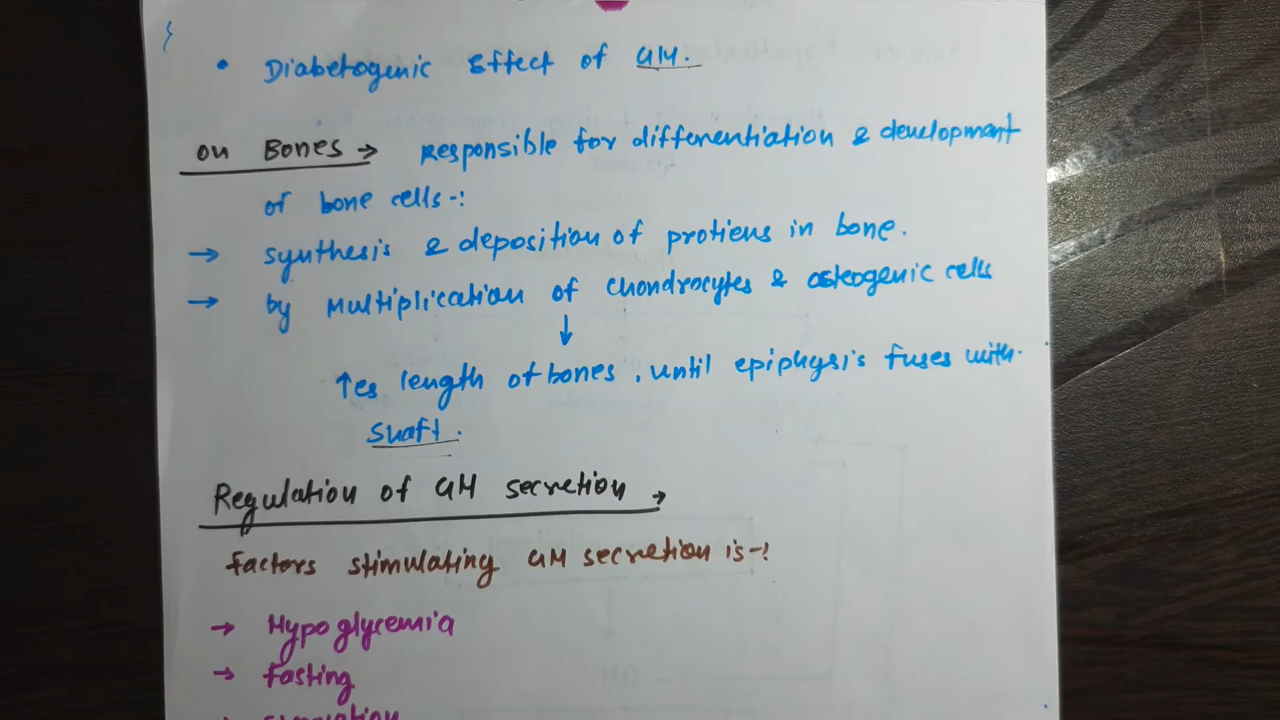 • Diabetogenic Effect of GH.
on Bones → Responsible for differentiation & development
of bone cells-:
→ synthesis & deposition of protiens in bone.
→ by Multiplication of chondrocytes & osteogenic cells
↓
↑es length of bones, until epiphysis fuses with
shaft.
Regulation of GH secretion →
factors stimulating GH secretion is-!
→ Hypoglycemia
→ fasting
→ starvation